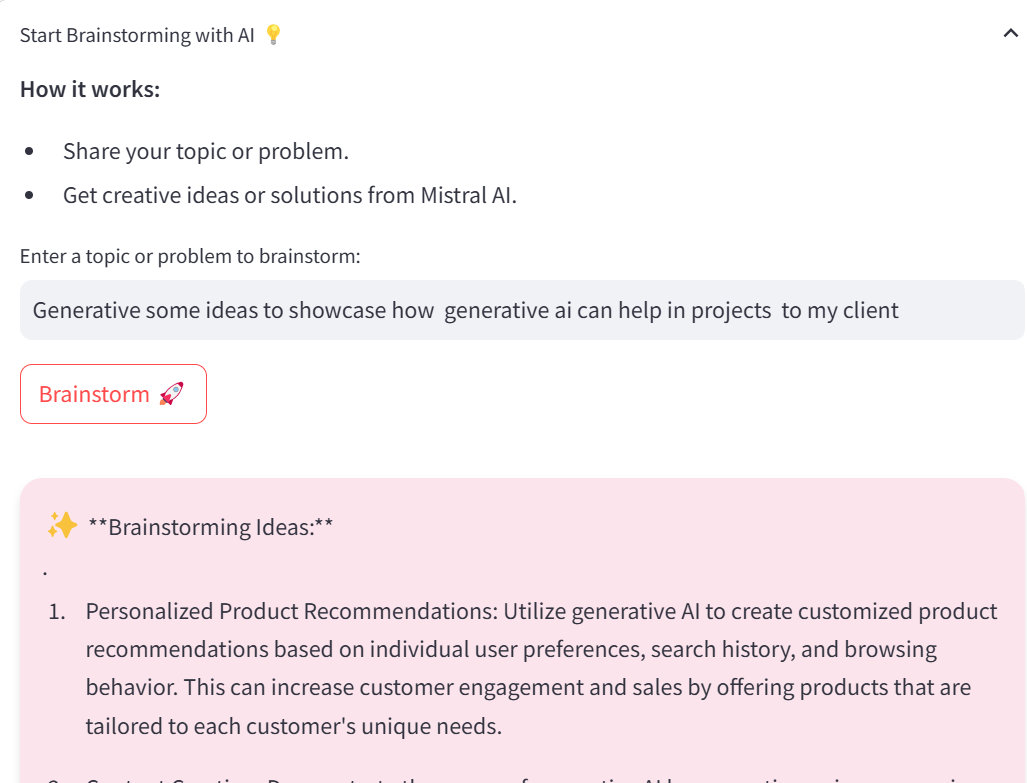 Start Brainstorming with AI 💡
How it works:
Share your topic or problem.
Get creative ideas or solutions from Mistral AI.
Enter a topic or problem to brainstorm:
Generative some ideas to showcase how  generative ai can help in projects  to my client
Brainstorm 🚀
✨ **Brainstorming Ideas:**
.
1. Personalized Product Recommendations: Utilize generative AI to create customized product
recommendations based on individual user preferences, search history, and browsing
behavior. This can increase customer engagement and sales by offering products that are
tailored to each customer's unique needs.